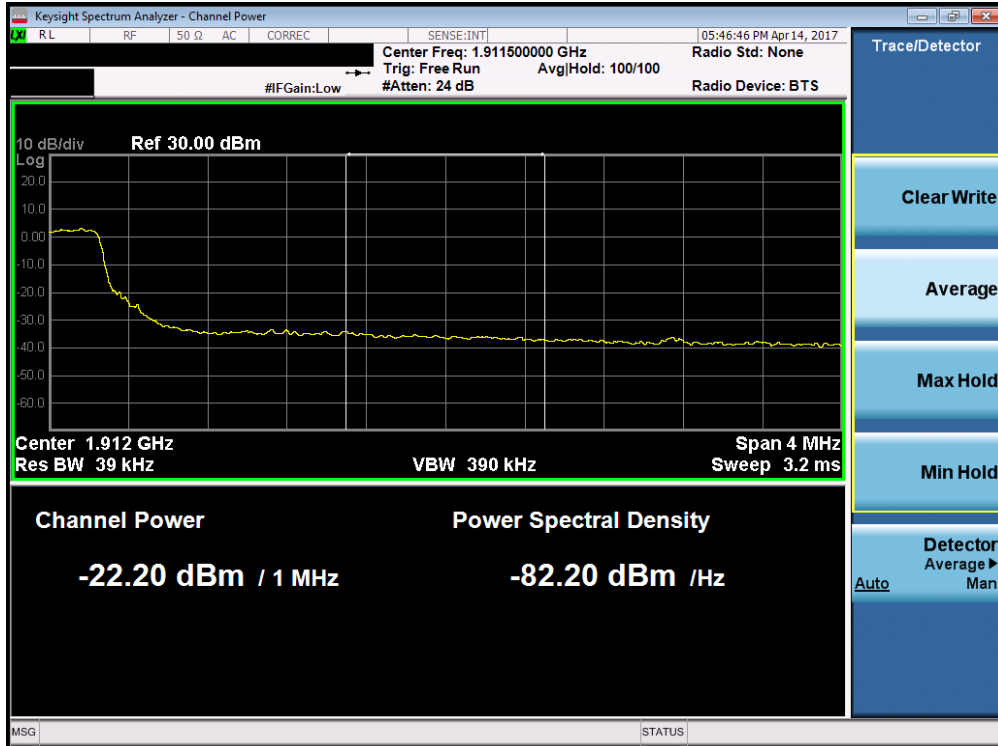 Keysight Spectrum Analyzer - Channel Power
LXI RL RF 50 Ω AC CORREC SENSE:INT 05:46:46 PM Apr 14, 2017
Center Freq: 1.911500000 GHz Radio Std: None
Trig: Free Run Avg|Hold: 100/100
#IFGain:Low #Atten: 24 dB Radio Device: BTS
10 dB/div Ref 30.00 dBm
Log
20.0
10.0
0.00
-10.0
-20.0
-30.0
-40.0
-50.0
-60.0
Center 1.912 GHz Span 4 MHz
Res BW 39 kHz VBW 390 kHz Sweep 3.2 ms
Channel Power Power Spectral Density
-22.20 dBm / 1 MHz -82.20 dBm /Hz
Trace/Detector
Clear Write
Average
Max Hold
Min Hold
Detector
Average
Auto Man
MSG STATUS